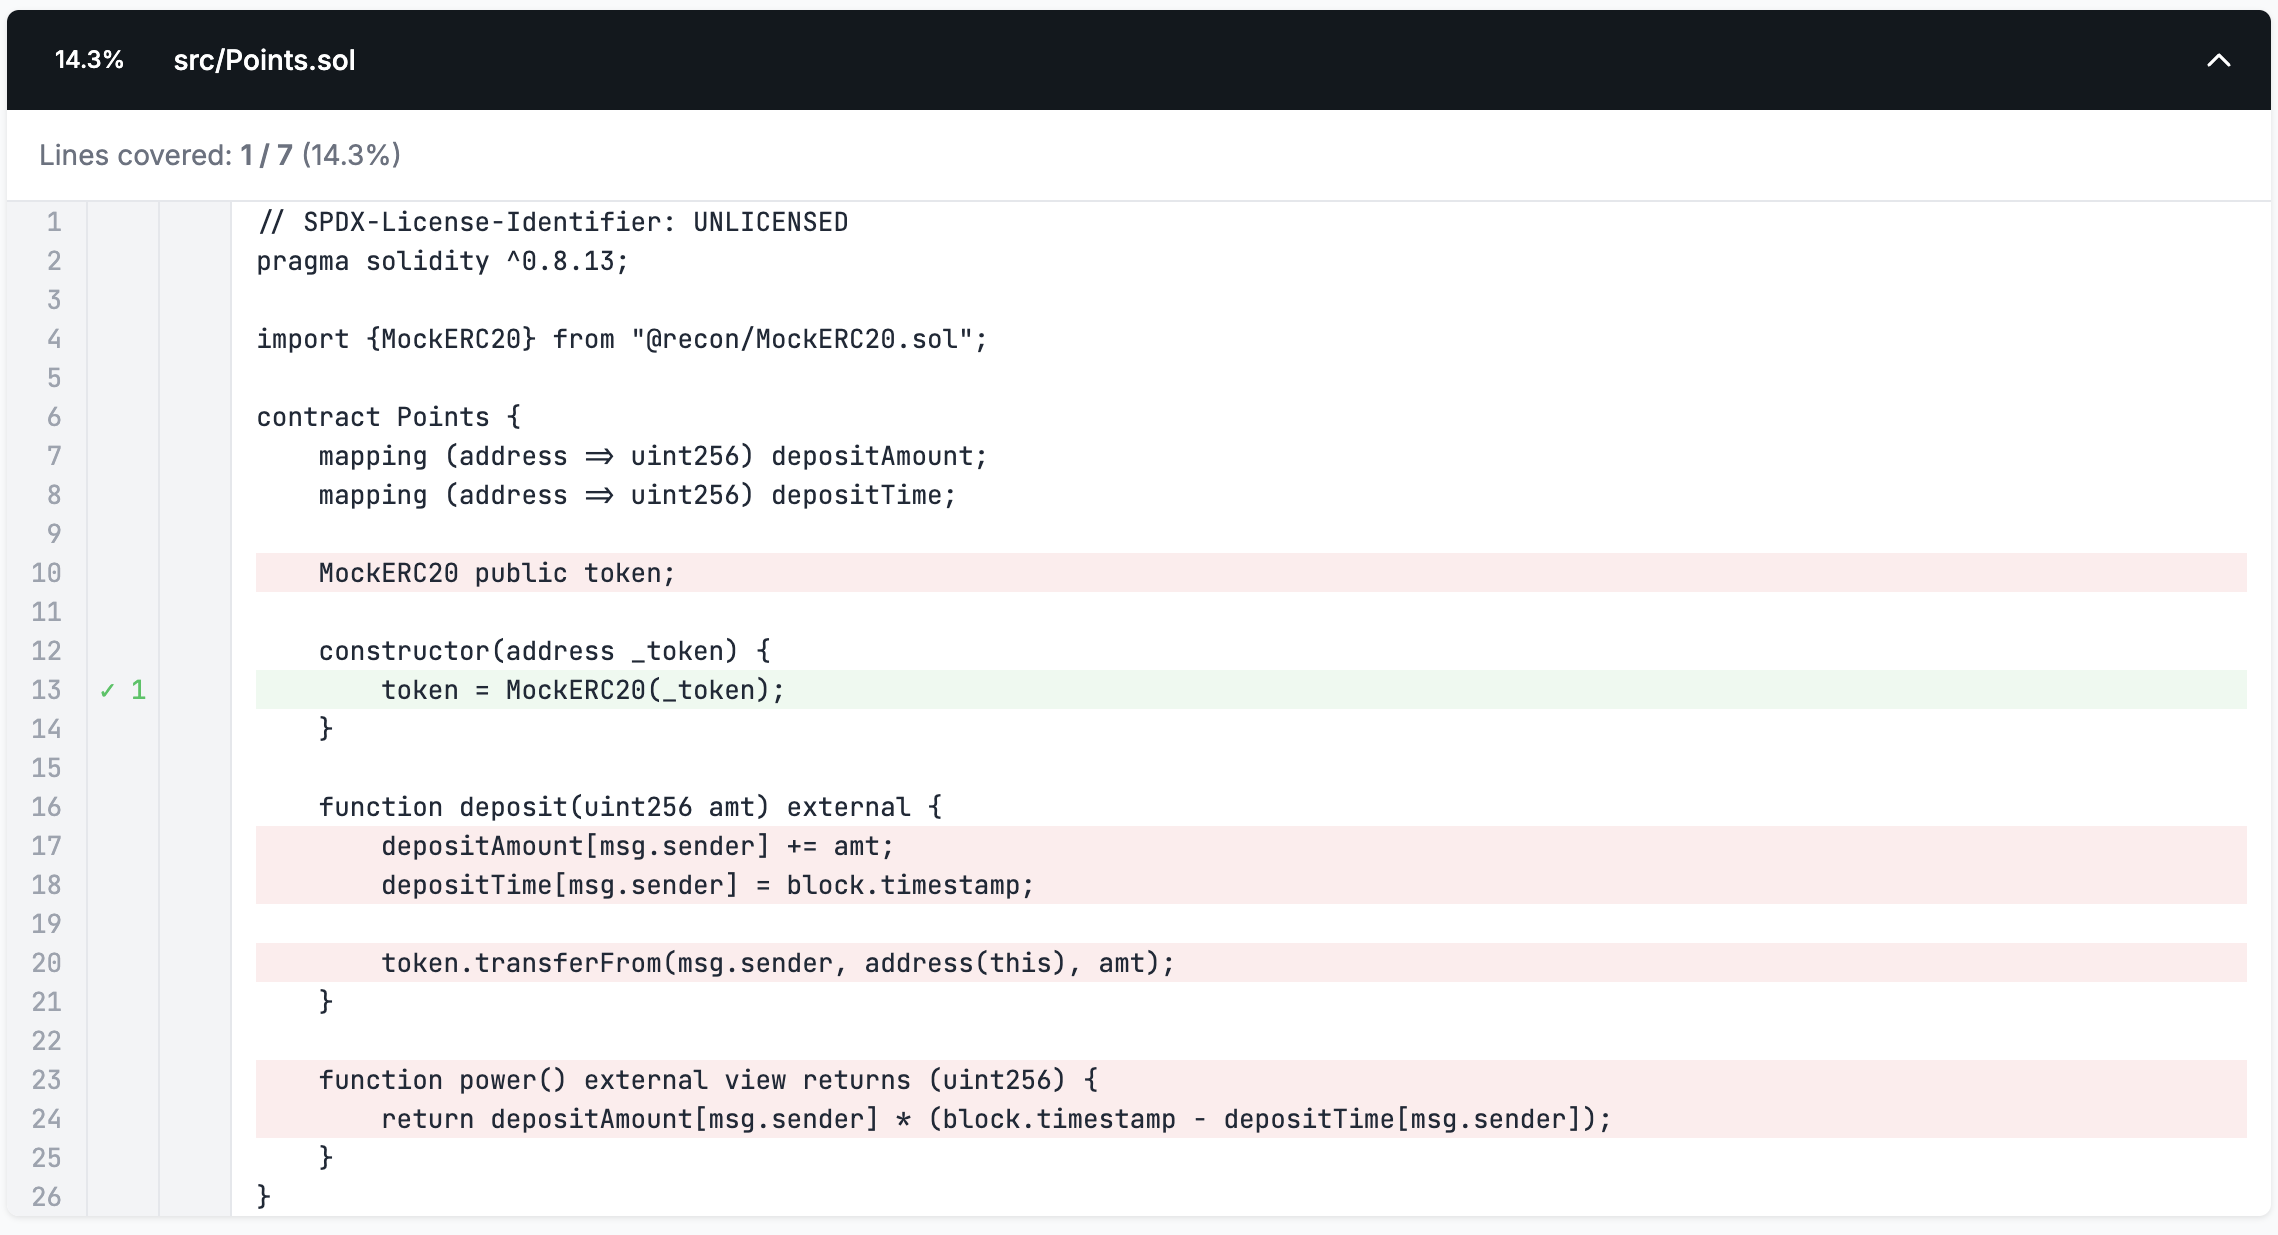 14.3% src/Points.sol
Lines covered: 1 / 7 (14.3%)
1 // SPDX-License-Identifier: UNLICENSED
2 pragma solidity ^0.8.13;
3
4 import {MockERC20} from "@recon/MockERC20.sol";
5
6 contract Points {
7     mapping (address => uint256) depositAmount;
8     mapping (address => uint256) depositTime;
9
10     MockERC20 public token;
11
12     constructor(address _token) {
13 ✓ 1         token = MockERC20(_token);
14     }
15
16     function deposit(uint256 amt) external {
17         depositAmount[msg.sender] += amt;
18         depositTime[msg.sender] = block.timestamp;
19
20         token.transferFrom(msg.sender, address(this), amt);
21     }
22
23     function power() external view returns (uint256) {
24         return depositAmount[msg.sender] * (block.timestamp - depositTime[msg.sender]);
25     }
26 }